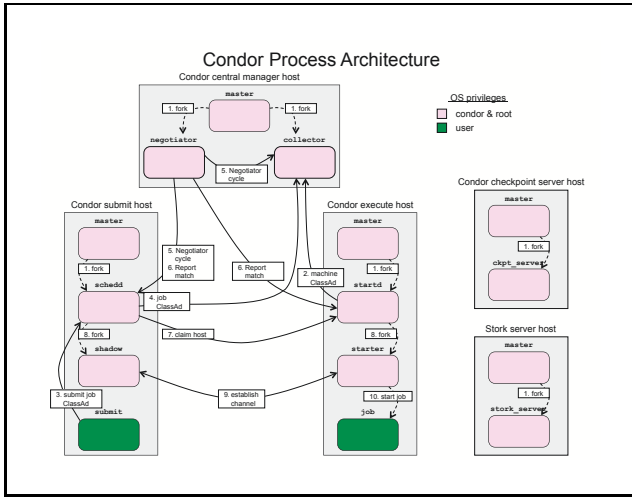 Condor Process Architecture
Condor central manager host
master
1. fork
1. fork
negotiator
collector
5. Negotiator
cycle
OS privileges
condor & root
user
Condor submit host
master
1. fork
schedd
8. fork
shadow
3. submit job
ClassAd
submit
5. Negotiator
cycle
6. Report
match
4. job
ClassAd
7. claim host
6. Report
match
2. machine
ClassAd
9. establish
channel
Condor execute host
master
1. fork
startd
8. fork
starter
10. start job
job
Condor checkpoint server host
master
1. fork
ckpt_server
Stork server host
master
1. fork
stork_server